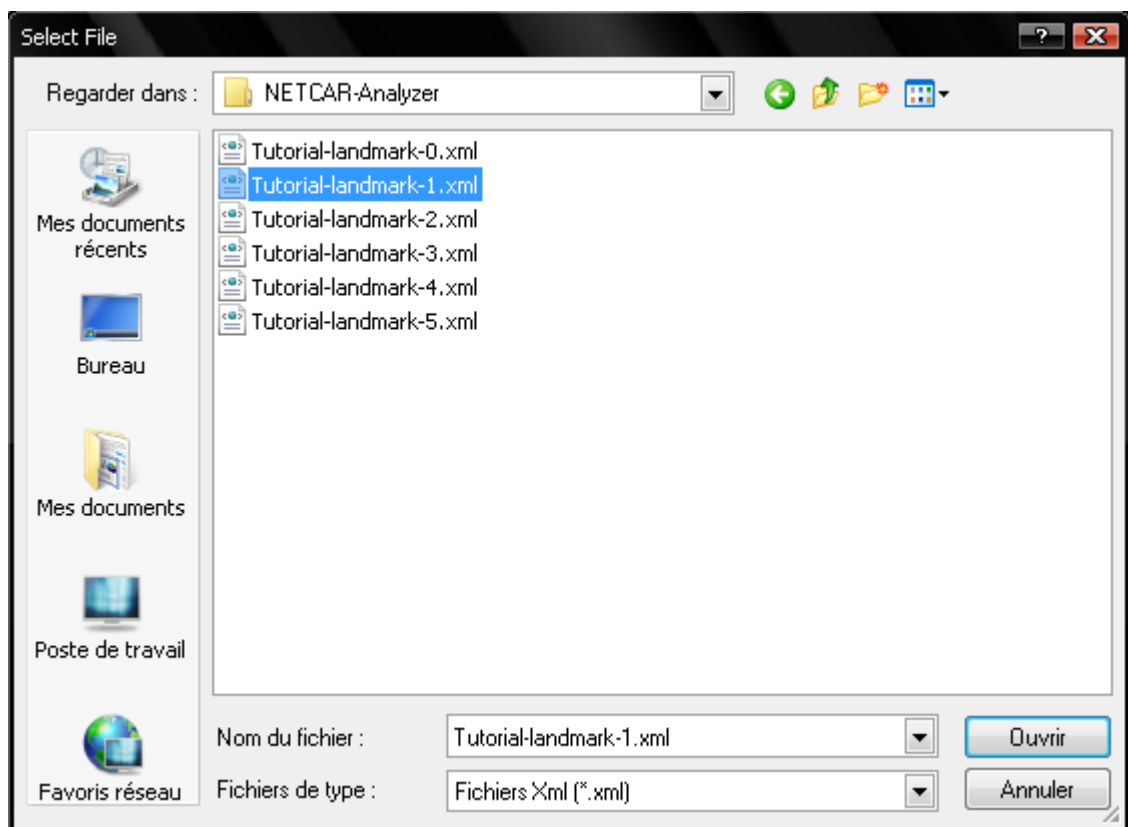 Select File
?
Regarder dans :
NETCAR-Analyzer
Mes documents
récents
Bureau
Mes documents
Poste de travail
Favoris réseau
Tutorial-landmark-0.xml
Tutorial-landmark-1.xml
Tutorial-landmark-2.xml
Tutorial-landmark-3.xml
Tutorial-landmark-4.xml
Tutorial-landmark-5.xml
Nom du fichier :
Tutorial-landmark-1.xml
Ouvrir
Fichiers de type :
Fichiers Xml (*.xml)
Annuler